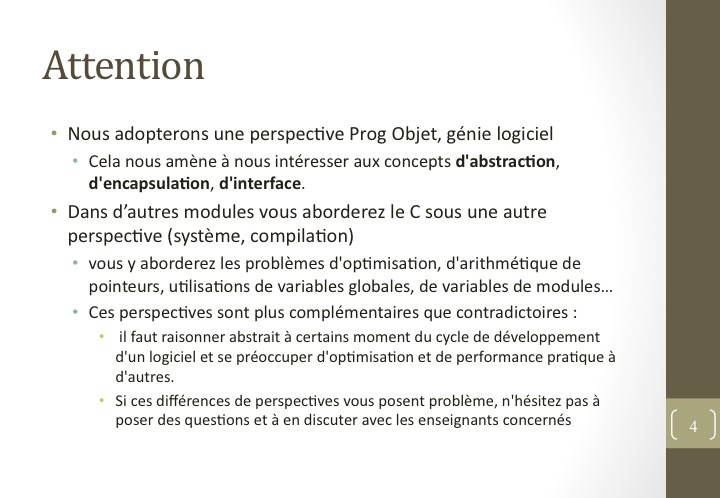 Attention
• Nous adopterons une perspective Prog Objet, génie logiciel
• Cela nous amène à nous intéresser aux concepts d'abstraction,
d'encapsulation, d'interface.
• Dans d’autres modules vous aborderez le C sous une autre
perspective (système, compilation)
• vous y aborderez les problèmes d'optimisation, d'arithmétique de
pointeurs, utilisations de variables globales, de variables de modules…
• Ces perspectives sont plus complémentaires que contradictoires :
• il faut raisonner abstrait à certains moment du cycle de développement
d'un logiciel et se préoccuper d'optimisation et de performance pratique à
d'autres.
• Si ces différences de perspectives vous posent problème, n'hésitez pas à
poser des questions et à en discuter avec les enseignants concernés
4